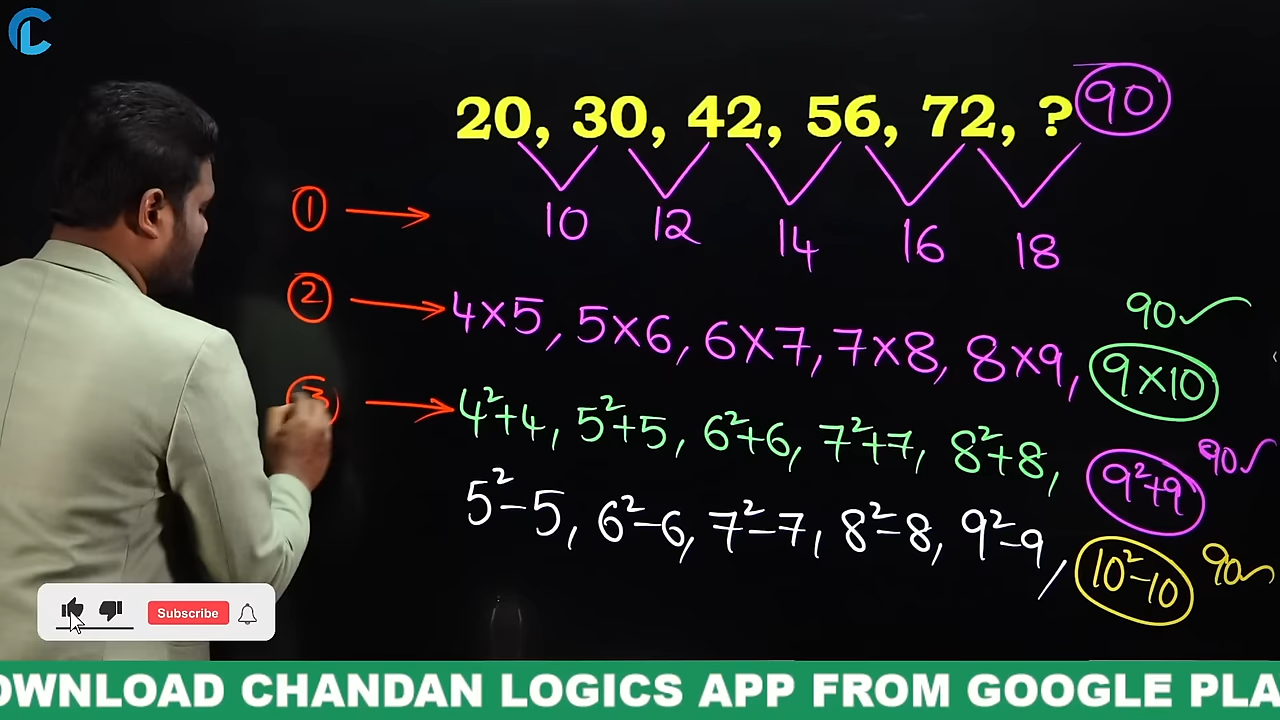 20, 30, 42, 56, 72, ? 90
① → 10 12 14 16 18
② → 4×5, 5×6, 6×7, 7×8, 8×9, 9×10 90✓
③ → 4²+4, 5²+5, 6²+6, 7²+7, 8²+8, 9²+9 90✓
5²-5, 6²-6, 7²-7, 8²-8, 9²-9, 10²-10 90✓
Subscribe
OWNLOAD CHANDAN LOGICS APP FROM GOOGLE PLA